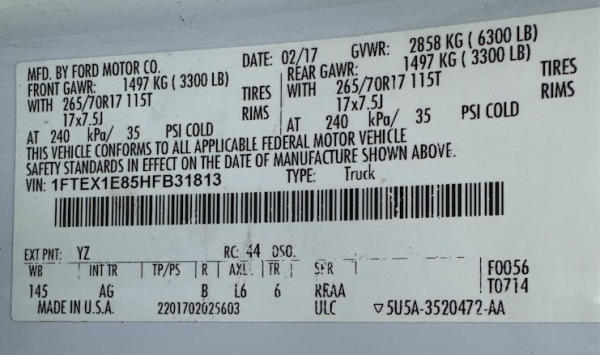 MFD. BY FORD MOTOR CO. DATE: 02/17 GVWR: 2858 KG ( 6300 LB)
FRONT GAWR: 1497 KG ( 3300 LB) REAR GAWR: 1497 KG ( 3300 LB)
WITH 265/70R17 115T TIRES WITH 265/70R17 115T TIRES
17x7.5J RIMS 17x7.5J RIMS
AT 240 kPa/ 35 PSI COLD AT 240 kPa/ 35 PSI COLD
THIS VEHICLE CONFORMS TO ALL APPLICABLE FEDERAL MOTOR VEHICLE
SAFETY STANDARDS IN EFFECT ON THE DATE OF MANUFACTURE SHOWN ABOVE.
VIN: 1FTEX1E85HFB31813 TYPE: Truck
EXT PNT: YZ RC: 44 DSO:
WB INT TR TP/PS R AXL TR SPR F0056
145 AG B L6 6 RRAA T0714
MADE IN U.S.A. 2201702025603 ULC ▽5U5A-3520472-AA